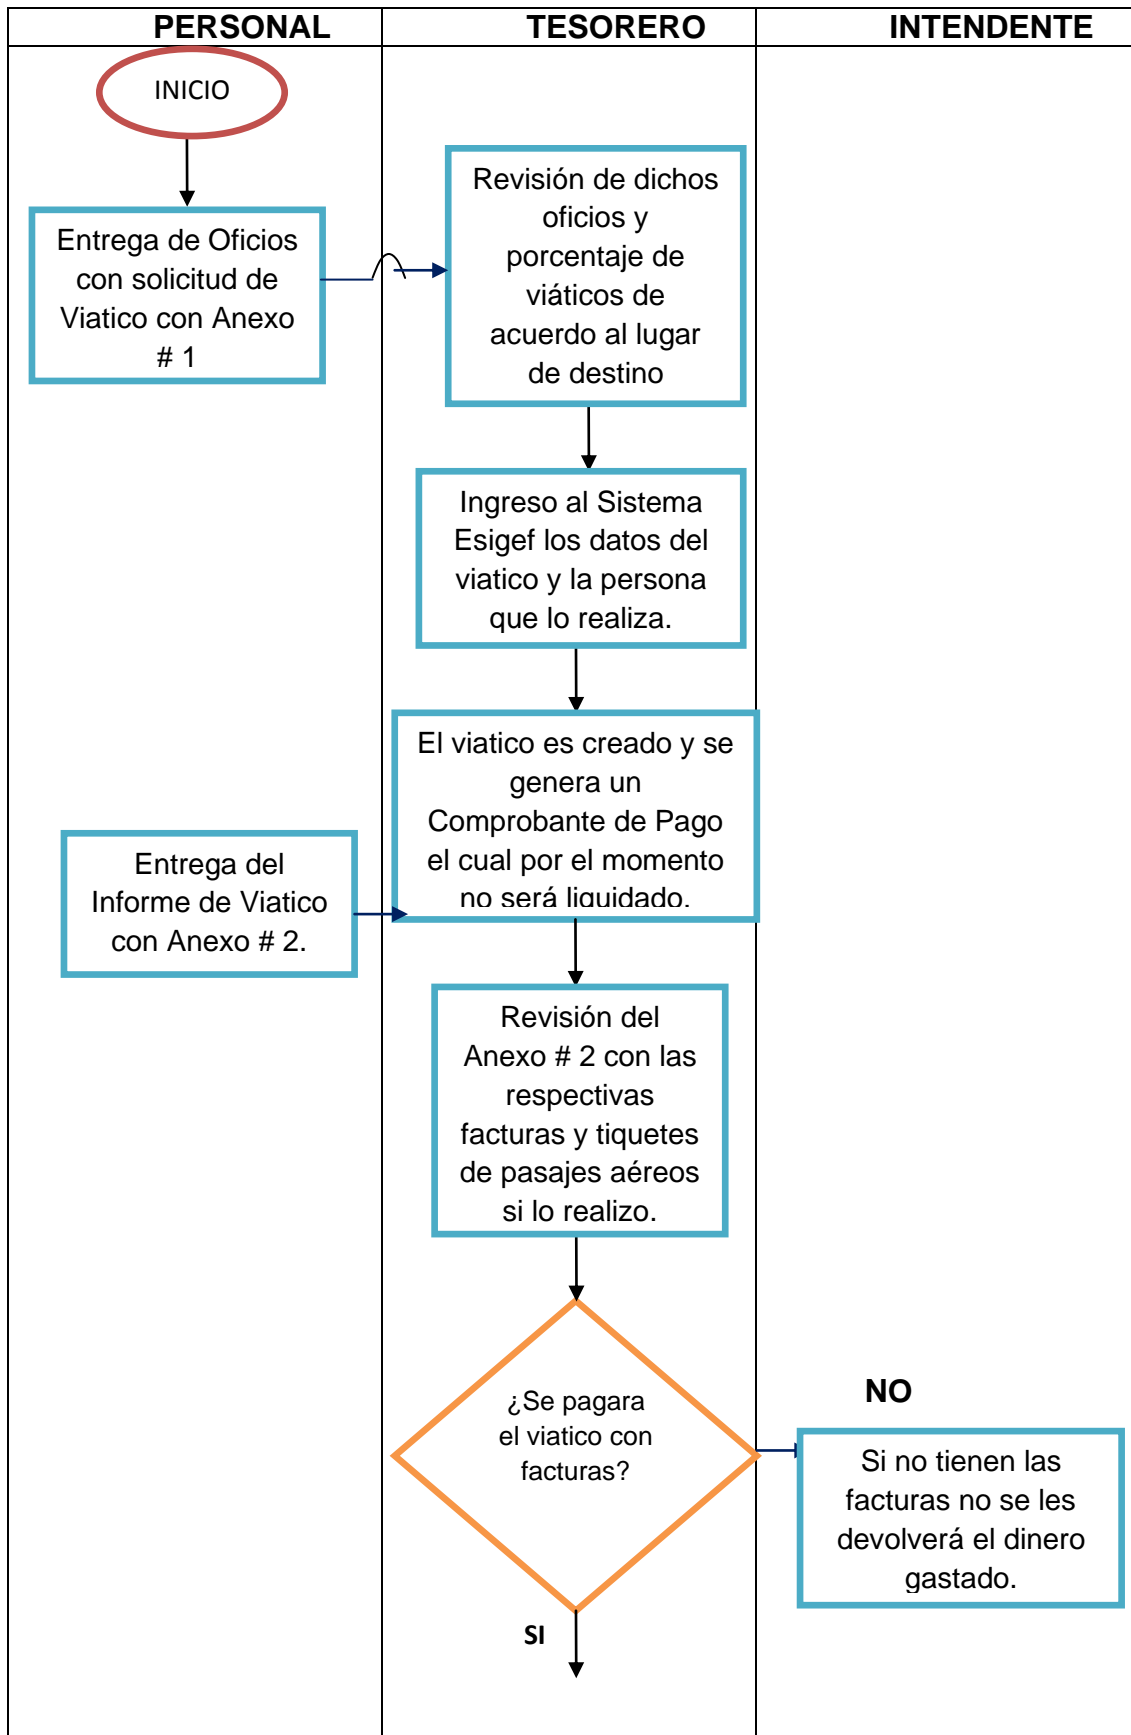 PERSONAL
TESORERO
INTENDENTE
INICIO
Entrega de Oficios
con solicitud de
Viatico con Anexo
# 1
Revisión de dichos
oficios y
porcentaje de
viáticos de
acuerdo al lugar
de destino
Ingreso al Sistema
Esigef los datos del
viatico y la persona
que lo realiza.
El viatico es creado y se
genera un
Comprobante de Pago
el cual por el momento
no será liquidado.
Entrega del
Informe de Viatico
con Anexo # 2.
Revisión del
Anexo # 2 con las
respectivas
facturas y tiquetes
de pasajes aéreos
si lo realizo.
¿Se pagara
el viatico con
facturas?
NO
Si no tienen las
facturas no se les
devolverá el dinero
gastado.
SI